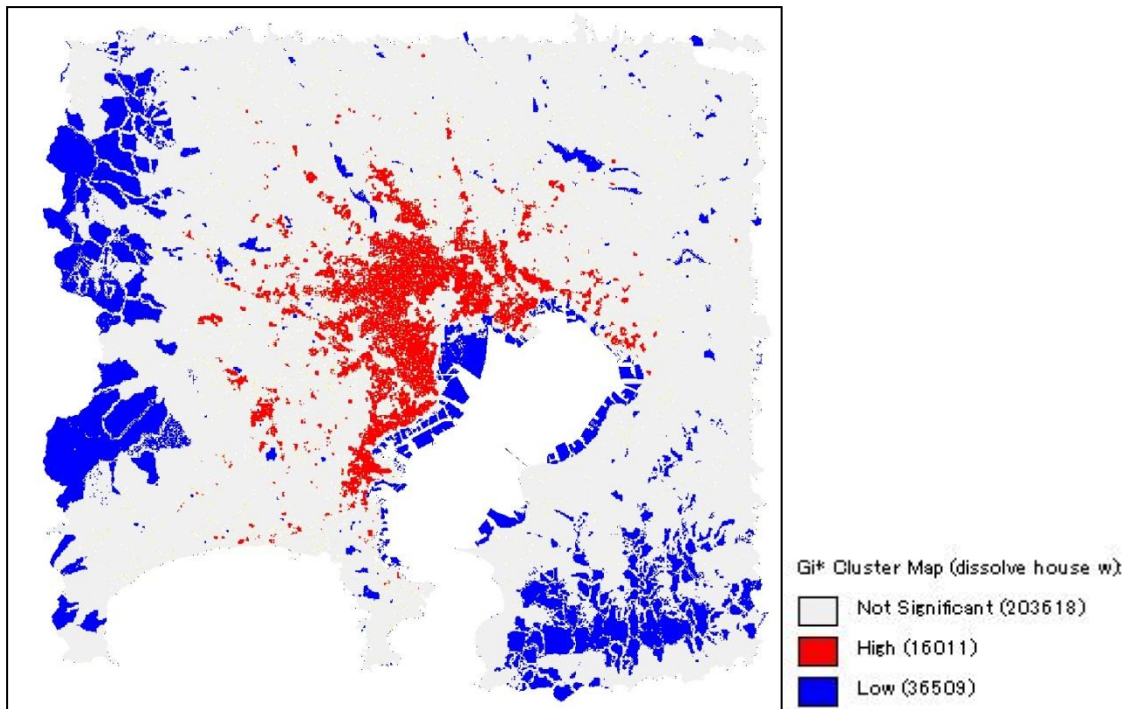 Gi* Cluster Map (dissolve house w):
Not Significant (203618)
High (16011)
Low (36509)